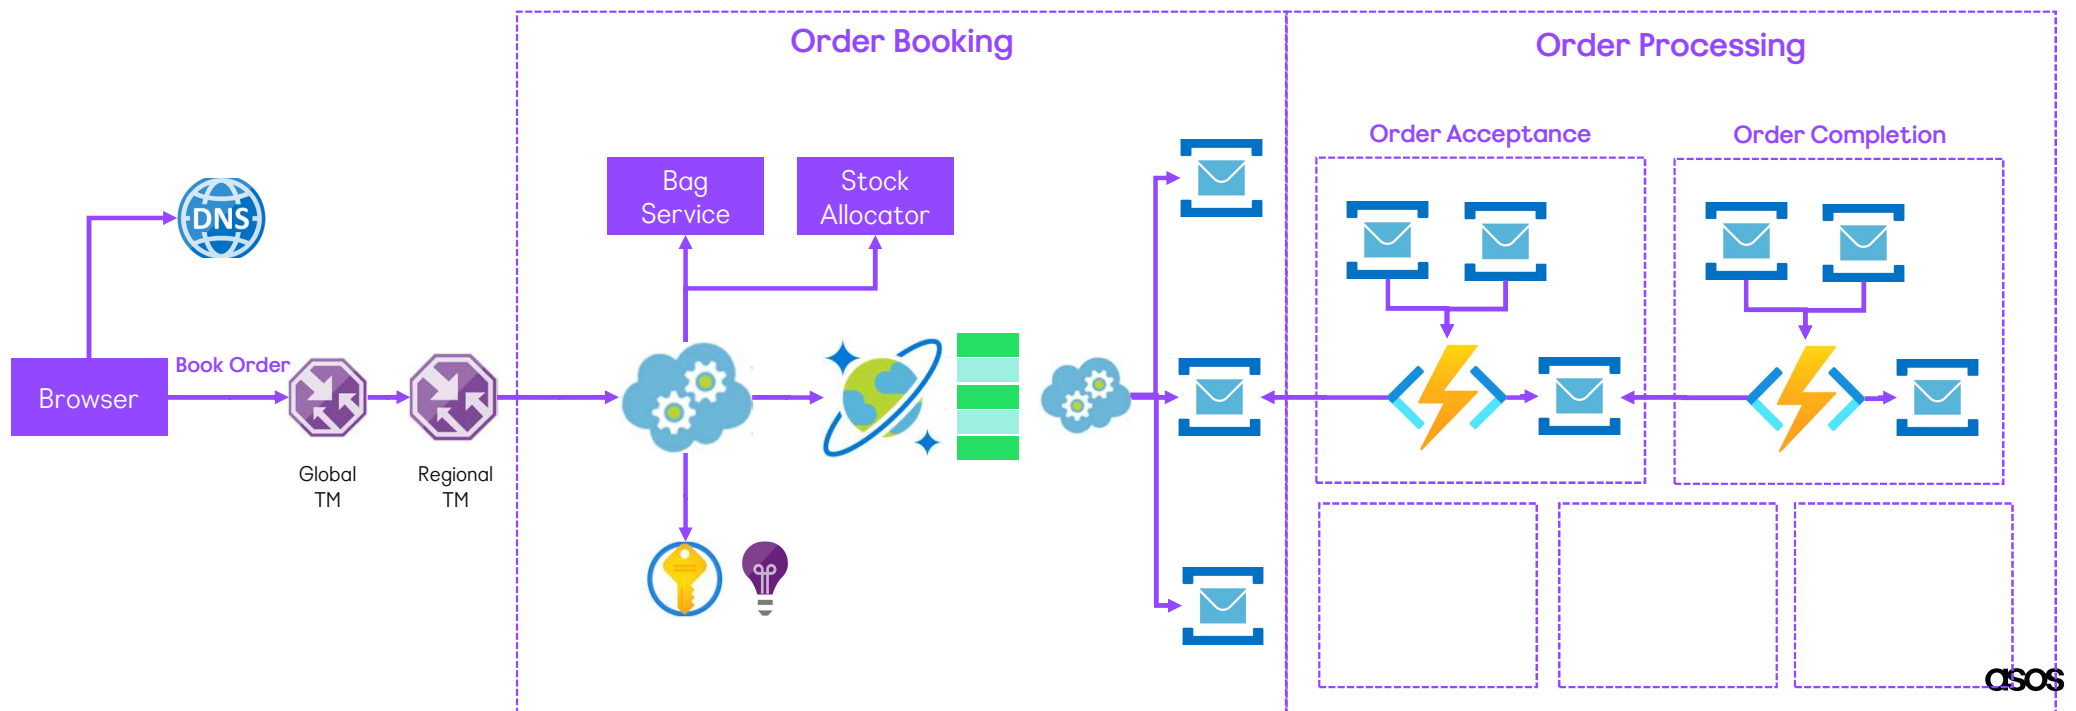 Order Booking
Order Processing
Order Acceptance
Order Completion
Bag
Service
Stock
Allocator
DNS
Book Order
Browser
Global
TM
Regional
TM
asos